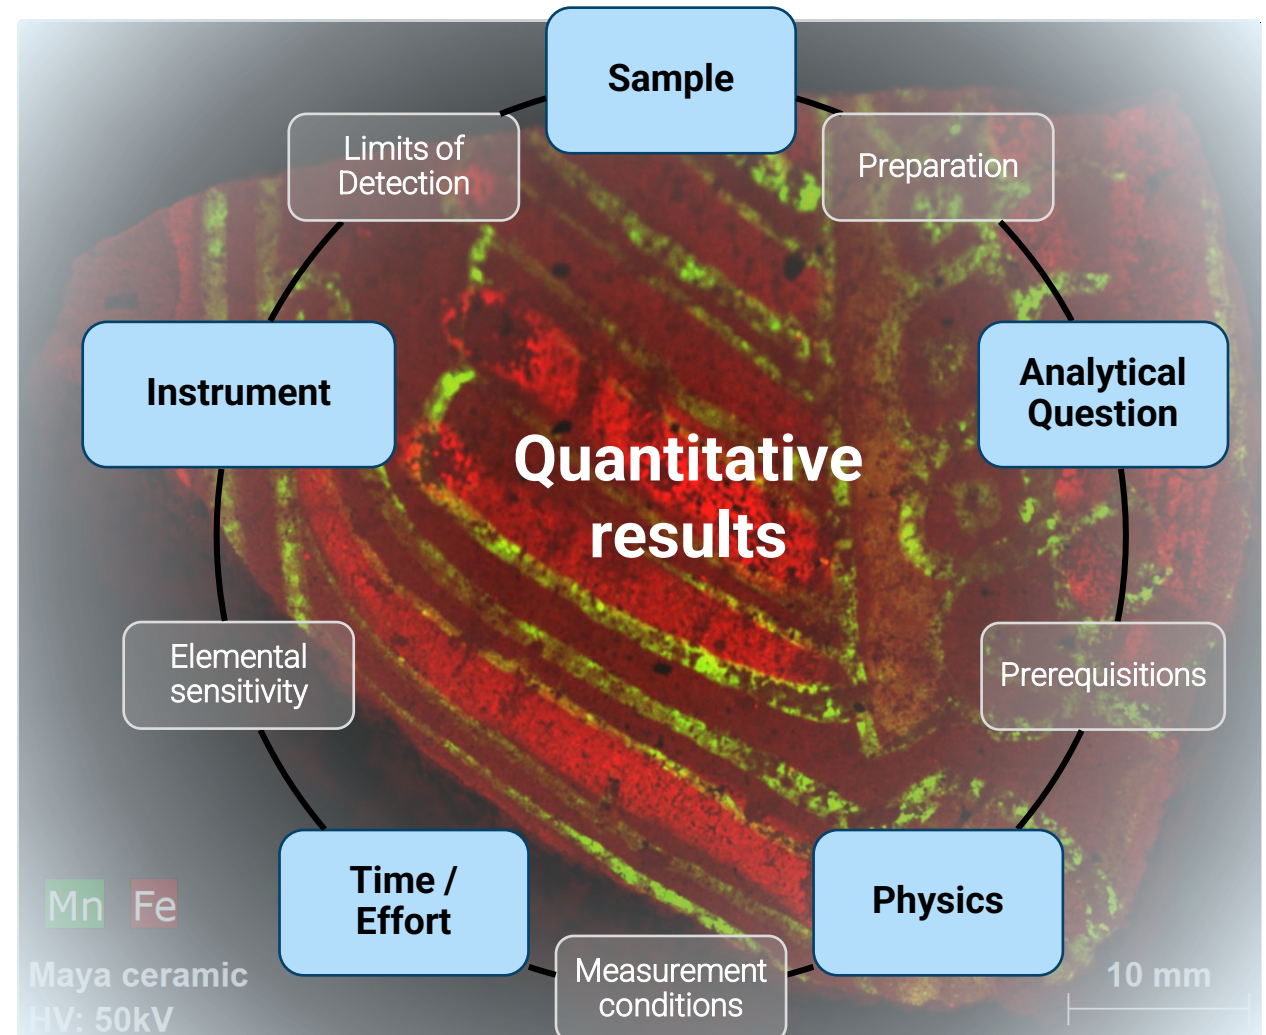 Sample
Limits of
Detection
Preparation
Instrument
Analytical
Question
Quantitative
results
Elemental
sensitivity
Prerequisitions
Time /
Effort
Physics
Measurement
conditions
Mn Fe
Maya ceramic
HV: 50kV
10 mm